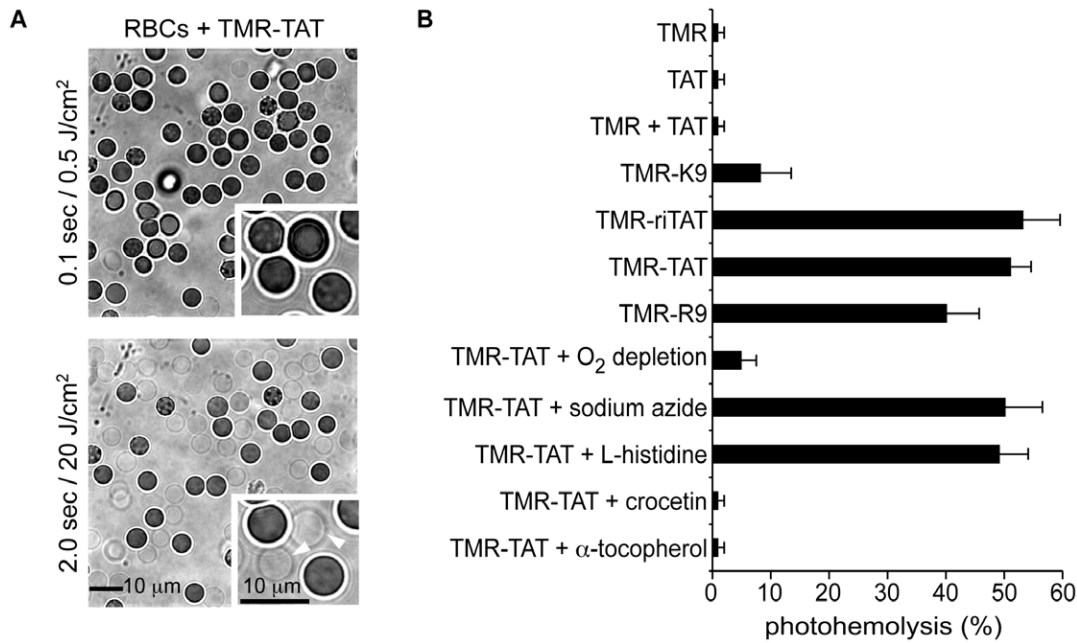 A
RBCs + TMR-TAT
0.1 sec / 0.5 J/cm²
2.0 sec / 20 J/cm²
10 μm
10 μm
B
TMR
TAT
TMR + TAT
TMR-K9
TMR-riTAT
TMR-TAT
TMR-R9
TMR-TAT + O₂ depletion
TMR-TAT + sodium azide
TMR-TAT + L-histidine
TMR-TAT + crocetin
TMR-TAT + α-tocopherol
0 10 20 30 40 50 60
photohemolysis (%)